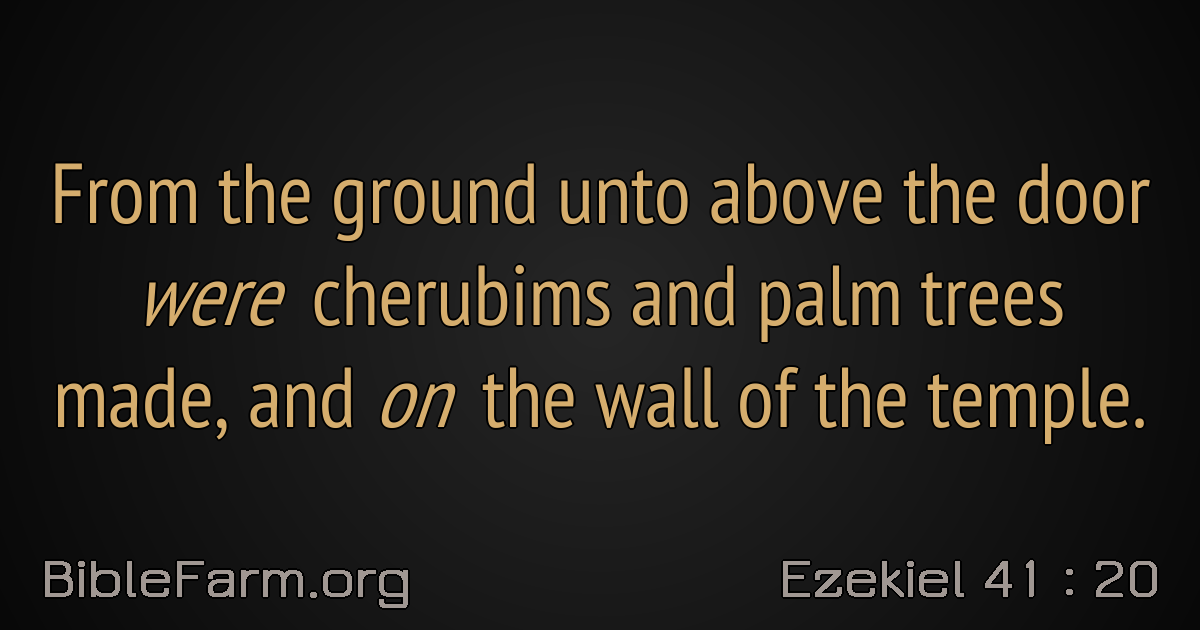 From the ground unto above the door
were cherubims and palm trees
made, and on the wall of the temple.
BibleFarm.org
Ezekiel 41 : 20